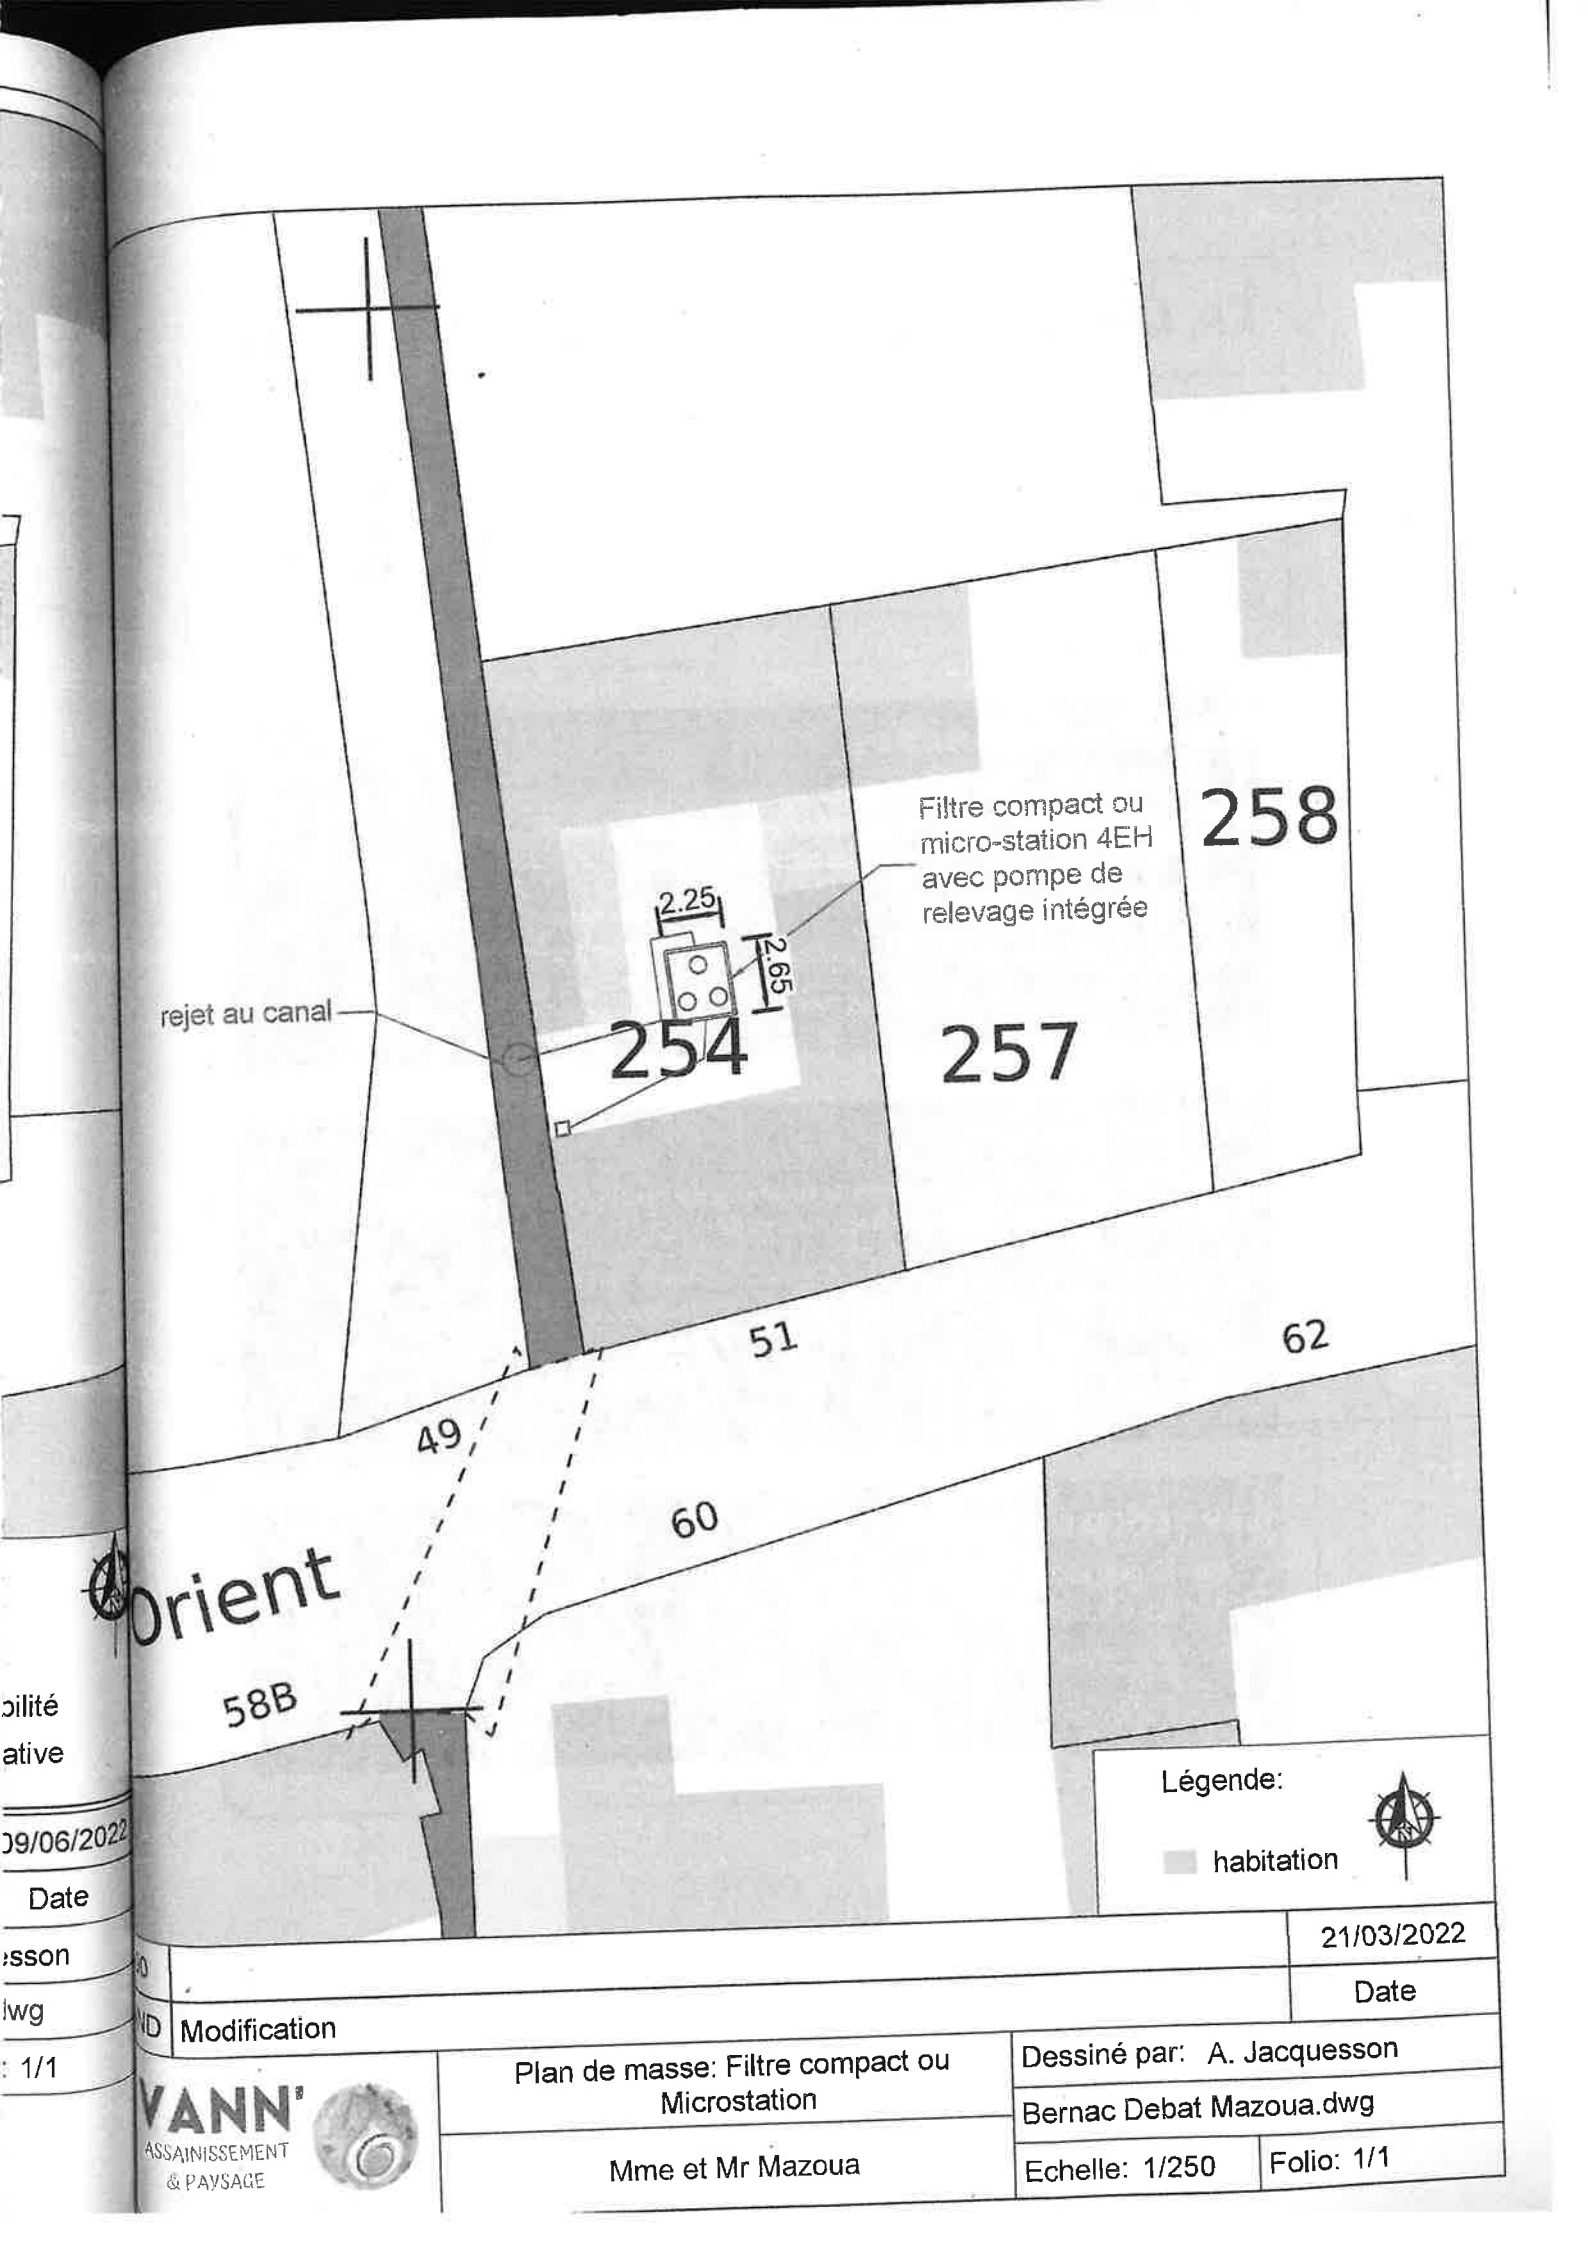 Filtre compact ou
micro-station 4EH
avec pompe de
relevage intégrée
258
2.25
2.65
rejet au canal
254
257
51
62
49
60
Orient
58B
Légende:
habitation
21/03/2022
Date
Modification
VANN'
ASSAINISSEMENT
& PAYSAGE
Plan de masse: Filtre compact ou
Microstation
Mme et Mr Mazoua
Dessiné par: A. Jacquesson
Bernac Debat Mazoua.dwg
Echelle: 1/250
Folio: 1/1
ative
09/06/2022
Date
: 1/1